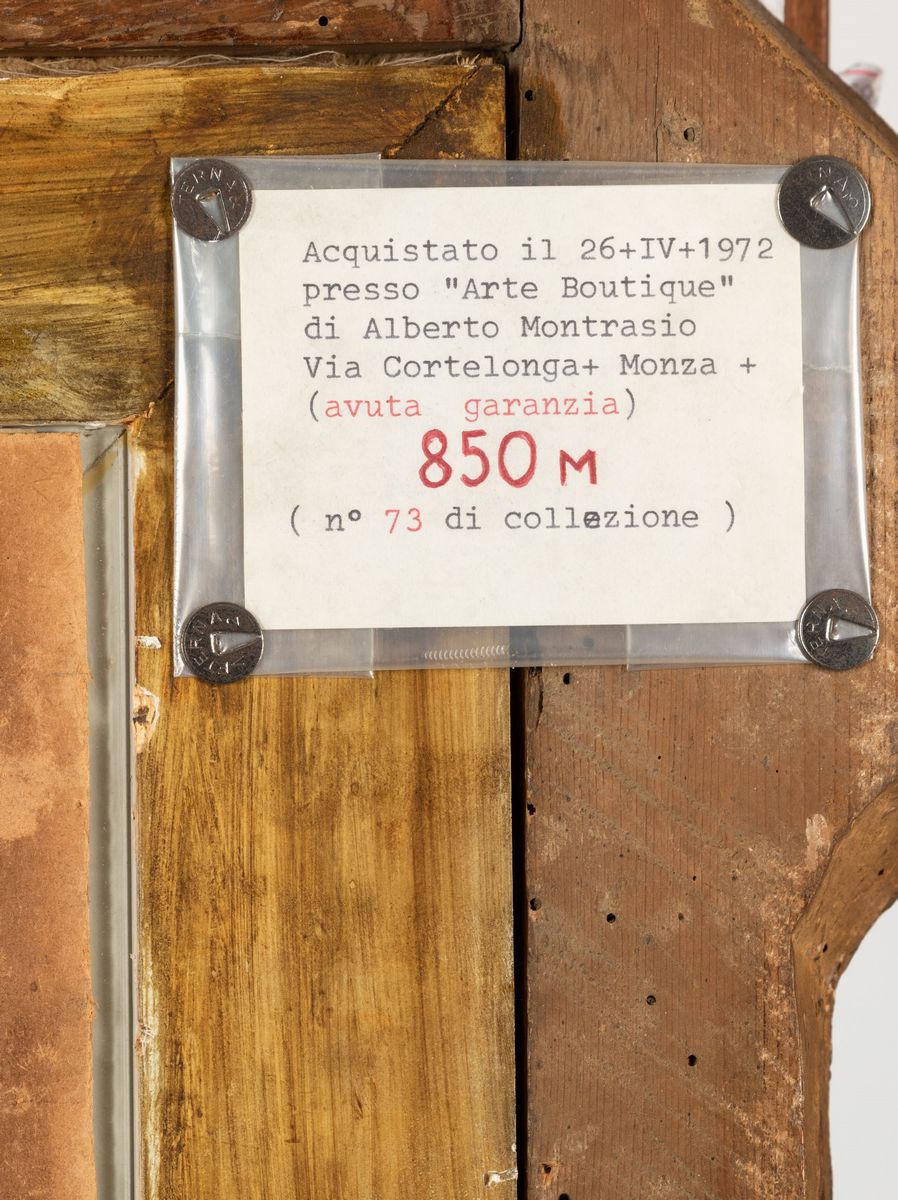 Acquistato il 26+IV+1972
presso "Arte Boutique"
di Alberto Montrasio
Via Cortelonga+ Monza +
(avuta garanzia)
850 M
( nº 73 di collezione )